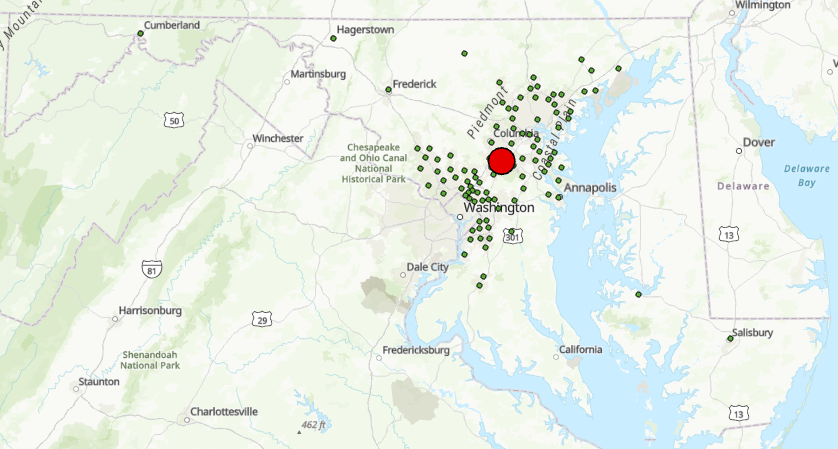 Wilmington
Cumberland
Hagerstown
Martinsburg
Frederick
50
Piedmont
Columbia
Coastal Plain
Winchester
Chesapeake
and Ohio Canal
National
Historical Park
Dover
Delaware
Bay
Annapolis
Delaware
Washington
301
13
81
Dale City
Harrisonburg
29
Salisbury
Shenandoah
National Park
Fredericksburg
California
Staunton
Charlottesville
462 ft
13